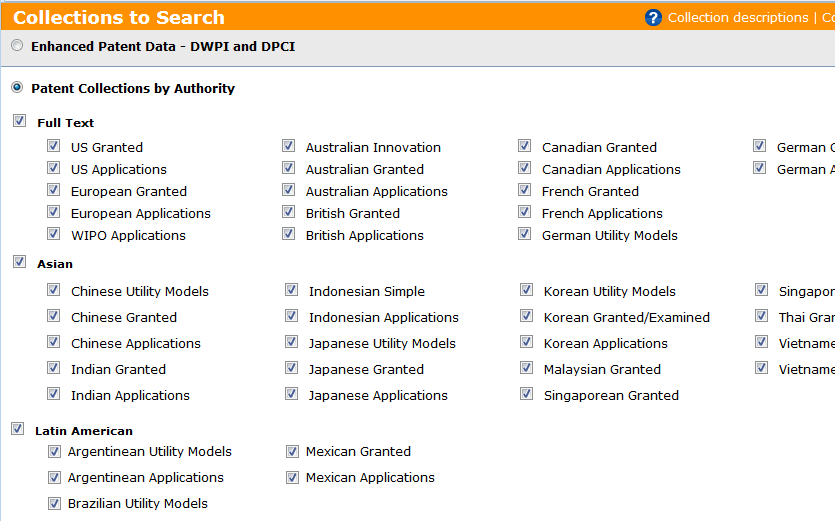 Collections to Search
? Collection descriptions | Co
Enhanced Patent Data - DWPI and DPCI
Patent Collections by Authority
Full Text
US Granted Australian Innovation Canadian Granted German G
US Applications Australian Granted Canadian Applications German A
European Granted Australian Applications French Granted
European Applications British Granted French Applications
WIPO Applications British Applications German Utility Models
Asian
Chinese Utility Models Indonesian Simple Korean Utility Models Singapor
Chinese Granted Indonesian Applications Korean Granted/Examined Thai Gran
Chinese Applications Japanese Utility Models Korean Applications Vietname
Indian Granted Japanese Granted Malaysian Granted Vietname
Indian Applications Japanese Applications Singaporean Granted
Latin American
Argentinean Utility Models Mexican Granted
Argentinean Applications Mexican Applications
Brazilian Utility Models